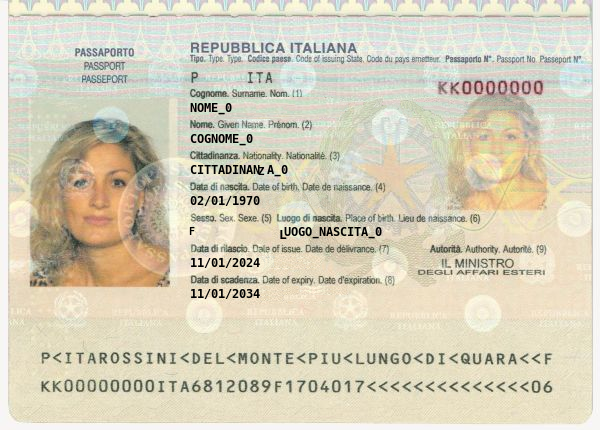 REPUBBLICA ITALIANA
PASSAPORTO
PASSPORT
PASSEPORT
Tipo. Type. Type. Codice paese. Code of issuing State. Code du pays emetteur. Passaporto N°. Passport No. Passeport N°.
P ITA
KK0000000
Cognome. Surname. Nom. (1)
NOME_0
Nome. Given Name. Prénom. (2)
COGNOME_0
Cittadinanza. Nationality. Nationalité. (3)
CITTADINANZA_0
Data di nascita. Date of birth. Date de naissance. (4)
02/01/1970
Sesso. Sex. Sexe. (5) Luogo di nascita. Place of birth. Lieu de naissance. (6)
F LUOGO_NASCITA_0
Data di rilascio. Date of issue. Date de délivrance. (7)
Autorità. Authority. Autorité. (9)
11/01/2024
IL MINISTRO
DEGLI AFFARI ESTERI
Data di scadenza. Date of expiry. Date d'expiration. (8)
11/01/2034
P<ITAROSSINI<DEL<MONTE<PIU<LUNGO<DI<QUARA<<F
KK00000000ITA6812089F1704017<<<<<<<<<<<<<<06